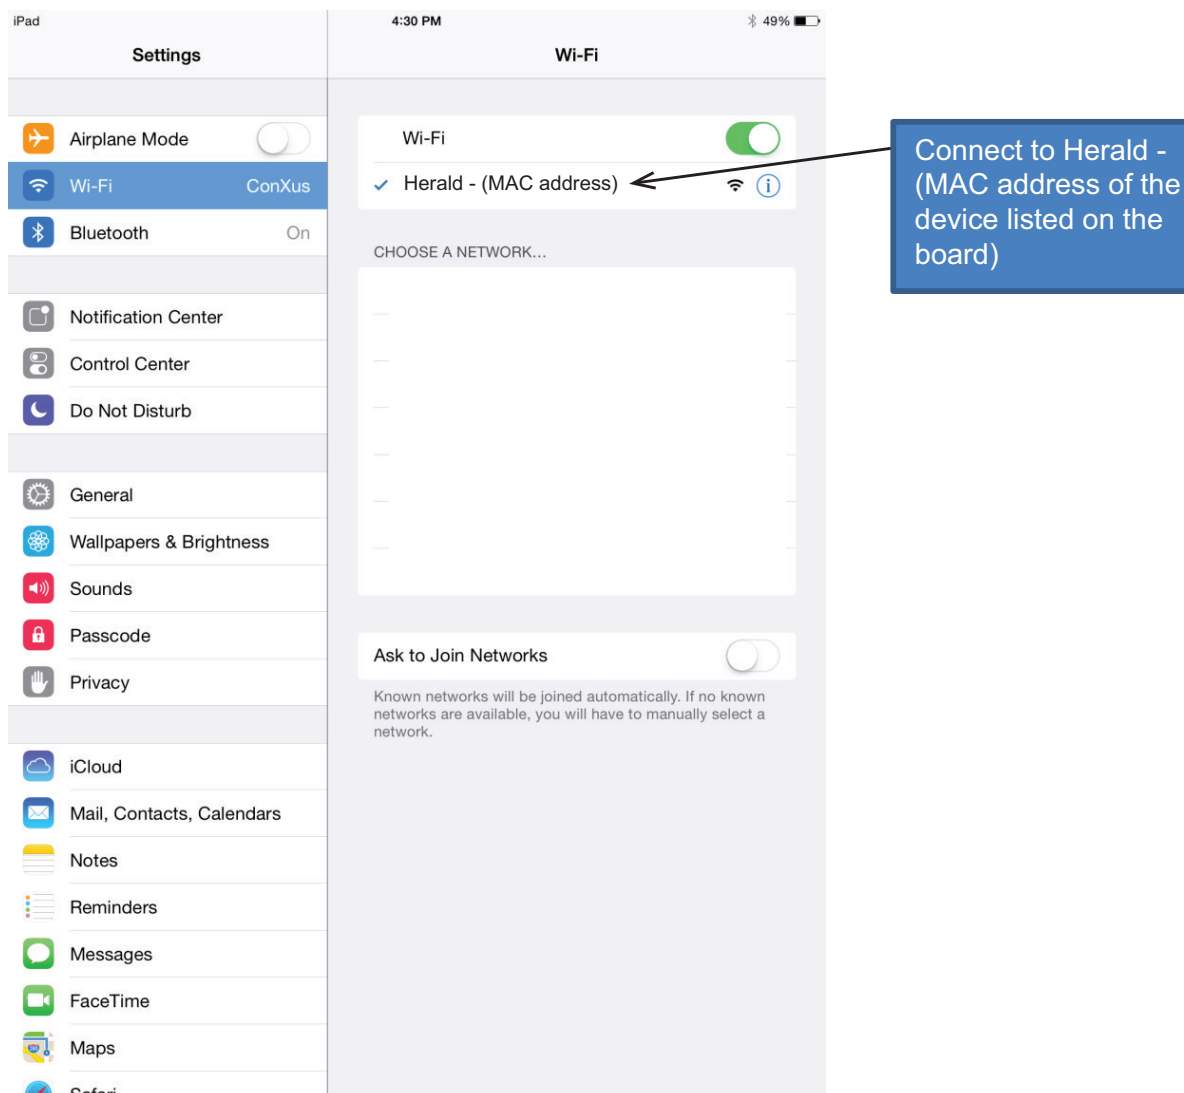 iPad
4:30 PM
49%
Settings
Wi-Fi
Airplane Mode
Wi-Fi ConXus
Bluetooth On
Notification Center
Control Center
Do Not Disturb
General
Wallpapers & Brightness
Sounds
Passcode
Privacy
iCloud
Mail, Contacts, Calendars
Notes
Reminders
Messages
FaceTime
Maps
Safari
Wi-Fi
Herald - (MAC address)
CHOOSE A NETWORK...
Ask to Join Networks
Known networks will be joined automatically. If no known
networks are available, you will have to manually select a
network.
Connect to Herald -
(MAC address of the
device listed on the
board)